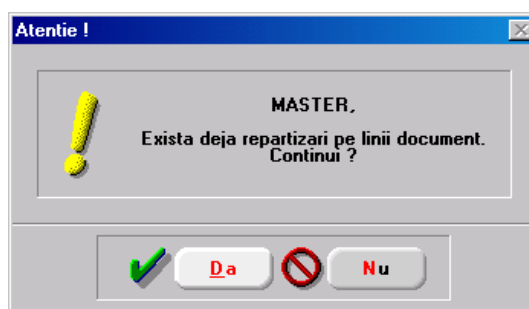 Atentie !
MASTER,
Exista deja repartizari pe linii document.
Continui ?
Da
Nu